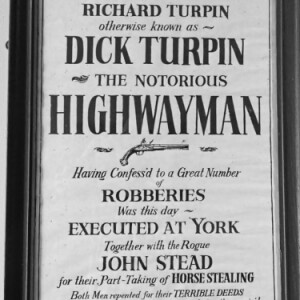 RICHARD TURPIN
otherwise known as ~
DICK TURPIN
~ THE NOTORIOUS
HIGHWAYMAN
Having Confess'd to a Great Number
of
ROBBERIES
Was this day ~
EXECUTED AT YORK
Together with the Rogue
JOHN STEAD
for their, Part-Taking of HORSE STEALING
Both Men repented for their TERRIBLE DEEDS